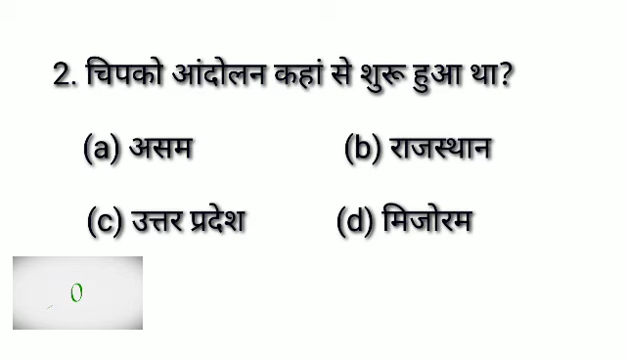 2. चिपको आंदोलन कहां से शुरू हुआ था?
(a) असम (b) राजस्थान
(c) उत्तर प्रदेश (d) मिजोरम
0